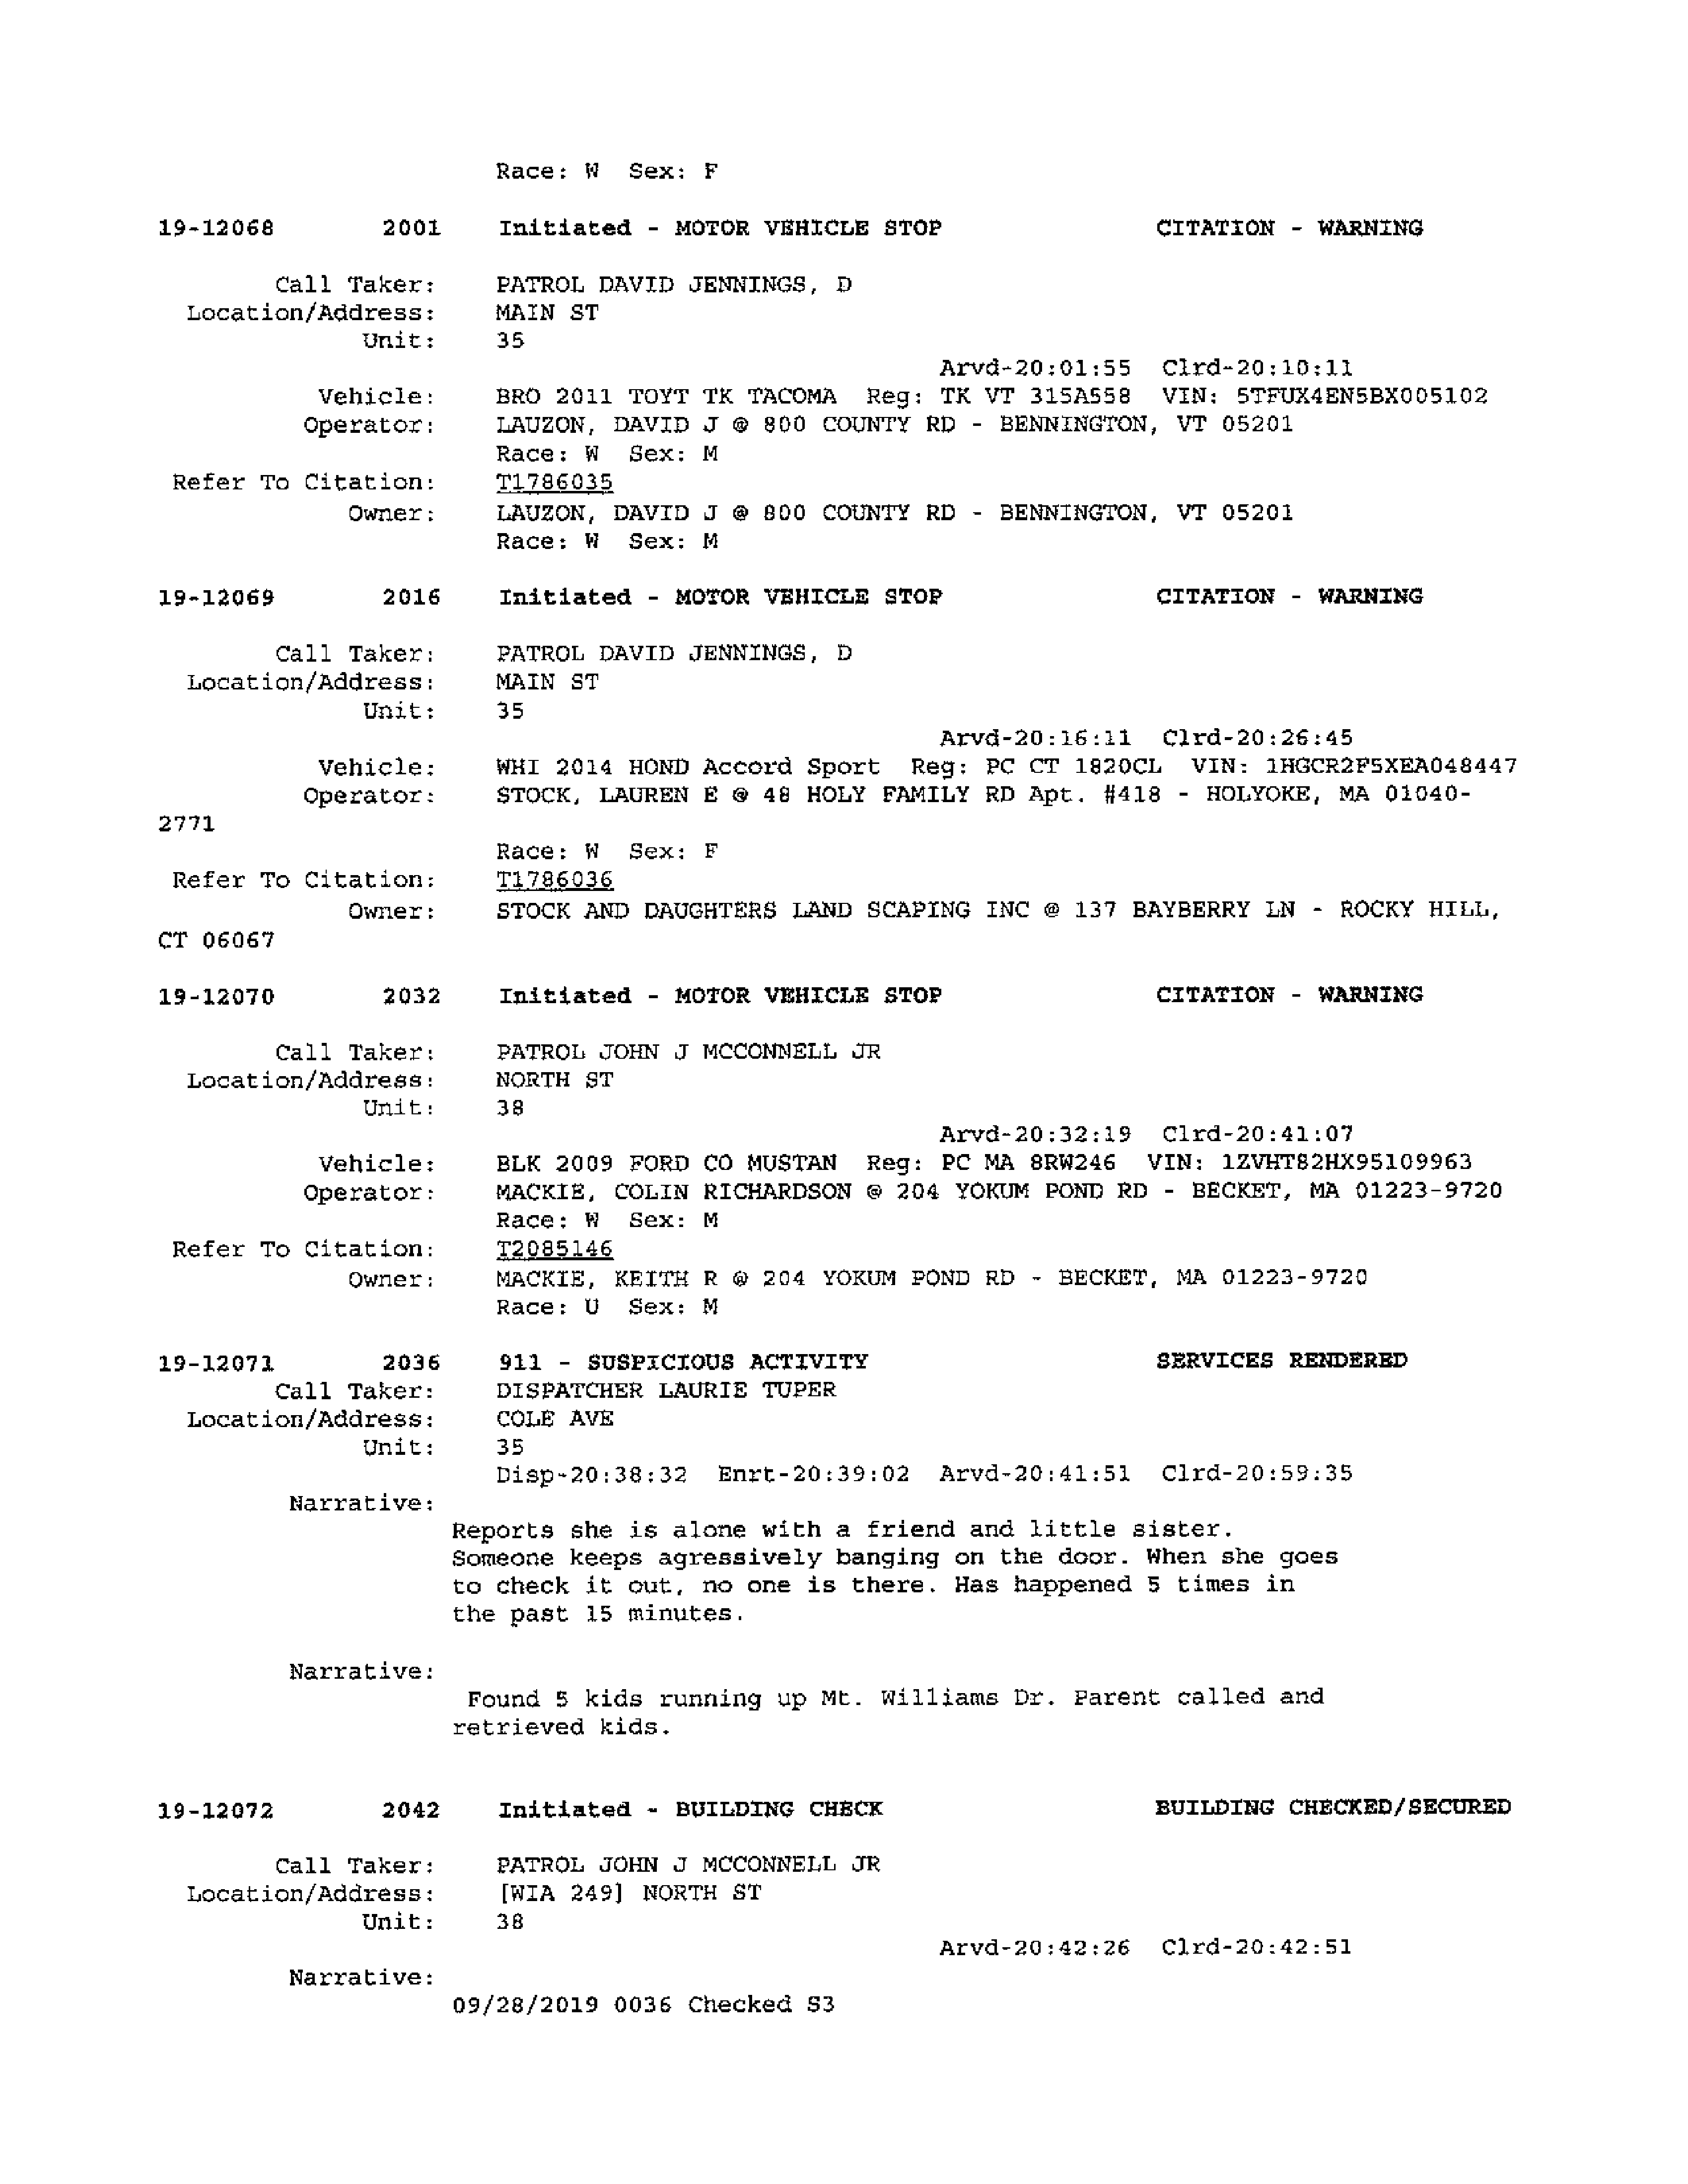 Race: W Sex: F
19-12068 2001 Initiated - MOTOR VEHICLE STOP CITATION - WARNING
Call Taker: PATROL DAVID JENNINGS, D
Location/Address: MAIN ST
Unit: 35
Arvd-20:01:55 Clrd-20:10:11
Vehicle: BRO 2011 TOYT TK TACOMA Reg: TK VT 315A558 VIN: 5TFUX4EN5BX005102
Operator: LAUZON, DAVID J @ 800 COUNTY RD - BENNINGTON, VT 05201
Race: W Sex: M
Refer To Citation: T1786035
Owner: LAUZON, DAVID J @ 800 COUNTY RD - BENNINGTON, VT 05201
Race: W Sex: M
19-12069 2016 Initiated - MOTOR VEHICLE STOP CITATION - WARNING
Call Taker: PATROL DAVID JENNINGS, D
Location/Address: MAIN ST
Unit: 35
Arvd-20:16:11 Clrd-20:26:45
Vehicle: WHI 2014 HOND Accord Sport Reg: PC CT 1820CL VIN: 1HGCR2F5XEA048447
Operator: STOCK, LAUREN E @ 48 HOLY FAMILY RD Apt. #418 - HOLYOKE, MA 01040-
2771
Race: W Sex: F
Refer To Citation: T1786036
Owner: STOCK AND DAUGHTERS LAND SCAPING INC @ 137 BAYBERRY LN - ROCKY HILL,
CT 06067
19-12070 2032 Initiated - MOTOR VEHICLE STOP CITATION - WARNING
Call Taker: PATROL JOHN J MCCONNELL JR
Location/Address: NORTH ST
Unit: 38
Arvd-20:32:19 Clrd-20:41:07
Vehicle: BLK 2009 FORD CO MUSTAN Reg: PC MA 8RW246 VIN: 1ZVHT82HX95109963
Operator: MACKIE, COLIN RICHARDSON @ 204 YOKUM POND RD - BECKET, MA 01223-9720
Race: W Sex: M
Refer To Citation: T2085146
Owner: MACKIE, KEITH R @ 204 YOKUM POND RD - BECKET, MA 01223-9720
Race: U Sex: M
19-12071 2036 911 - SUSPICIOUS ACTIVITY SERVICES RENDERED
Call Taker: DISPATCHER LAURIE TUPER
Location/Address: COLE AVE
Unit: 35
Disp-20:38:32 Enrt-20:39:02 Arvd-20:41:51 Clrd-20:59:35
Narrative:
Reports she is alone with a friend and little sister.
Someone keeps agressively banging on the door. When she goes
to check it out, no one is there. Has happened 5 times in
the past 15 minutes.
Narrative:
Found 5 kids running up Mt. Williams Dr. Parent called and
retrieved kids.
19-12072 2042 Initiated - BUILDING CHECK BUILDING CHECKED/SECURED
Call Taker: PATROL JOHN J MCCONNELL JR
Location/Address: [WIA 249] NORTH ST
Unit: 38
Arvd-20:42:26 Clrd-20:42:51
Narrative:
09/28/2019 0036 Checked S3